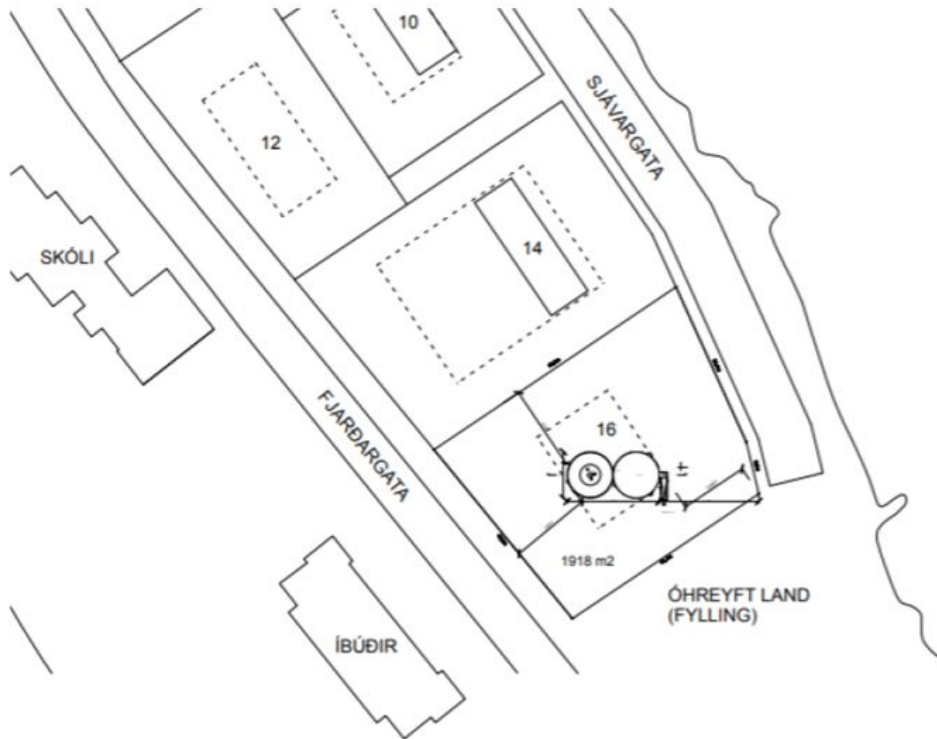 10
SJÁVARGATA
12
14
SKÓLI
FJARÐARGATA
16
1918 m2
ÓHREYFT LAND
(FYLLING)
ÍBÚÐIR